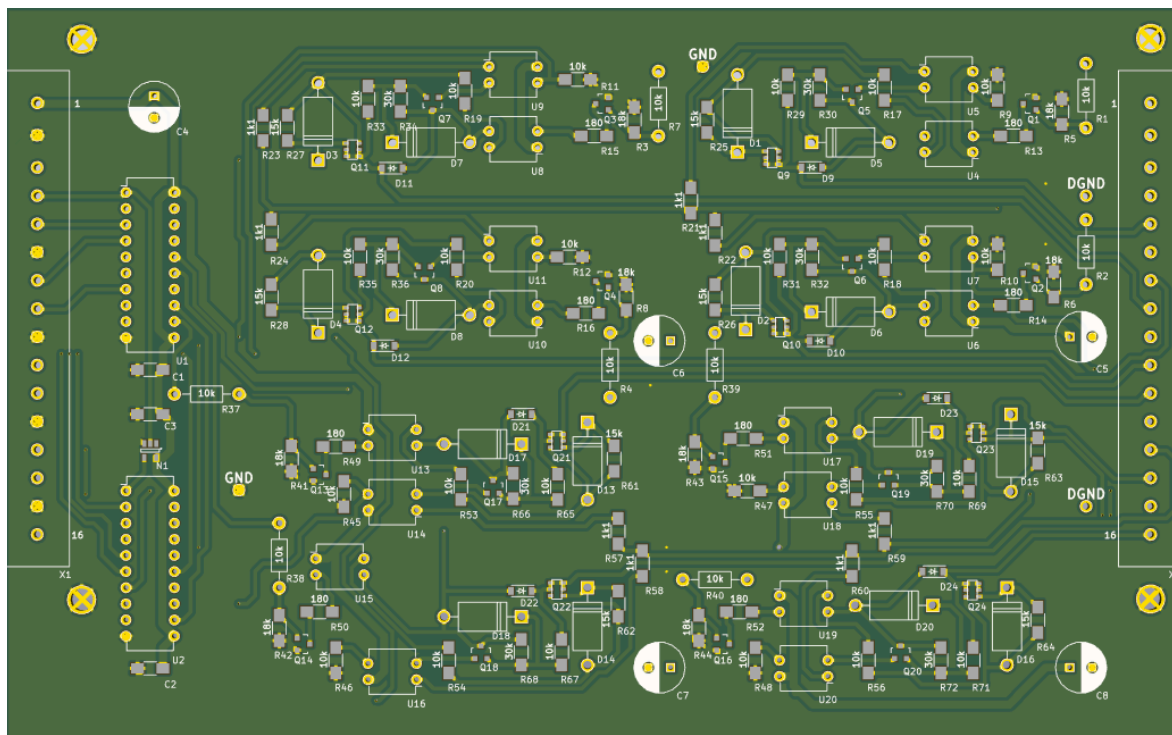 GND
10k
R11
U9
10k
R33
30k
R34
Q7
10k
R19
Q3
18k
R3
10k
R7
1k1
R23
15k
R27
D3
Q11
D7
D11
U8
180
R15
15k
R25
D1
Q9
10k
R29
30k
R30
Q5
10k
R17
D5
D9
U5
U4
10k
R9
Q1
18k
R5
10k
R1
180
R13
1
C4
1
DGND
1k1
R21
1k1
R24
15k
R28
D4
Q12
10k
R35
30k
R36
Q8
10k
R20
D8
D12
U11
U10
10k
R12
Q4
18k
R8
180
R16
1k1
R22
15k
R26
D2
Q10
10k
R31
30k
R32
Q6
10k
R18
D6
D10
U7
U6
10k
R10
Q2
18k
R6
10k
R2
180
R14
U1
C1
10k
R37
C3
N1
10k
R4
C6
10k
R39
C5
GND
18k
R41
180
R49
Q13
10k
R45
U13
U14
D17
D21
Q21
D13
15k
R61
10k
R53
Q17
30k
R66
10k
R65
18k
R43
180
R51
Q15
10k
R47
U17
U18
D19
D23
Q23
D15
15k
R63
10k
R55
Q19
30k
R70
10k
R69
DGND
16
X1
16
X
1k1
R57
1k1
R58
1k1
R59
1k1
R60
10k
R38
U15
18k
R42
180
R50
Q14
10k
R46
U16
D18
D22
Q22
D14
15k
R62
10k
R54
Q18
30k
R68
10k
R67
10k
R40
18k
R44
180
R52
Q16
10k
R48
U19
U20
D20
D24
Q24
D16
15k
R64
10k
R56
Q20
30k
R72
10k
R71
U2
C2
C7
C8